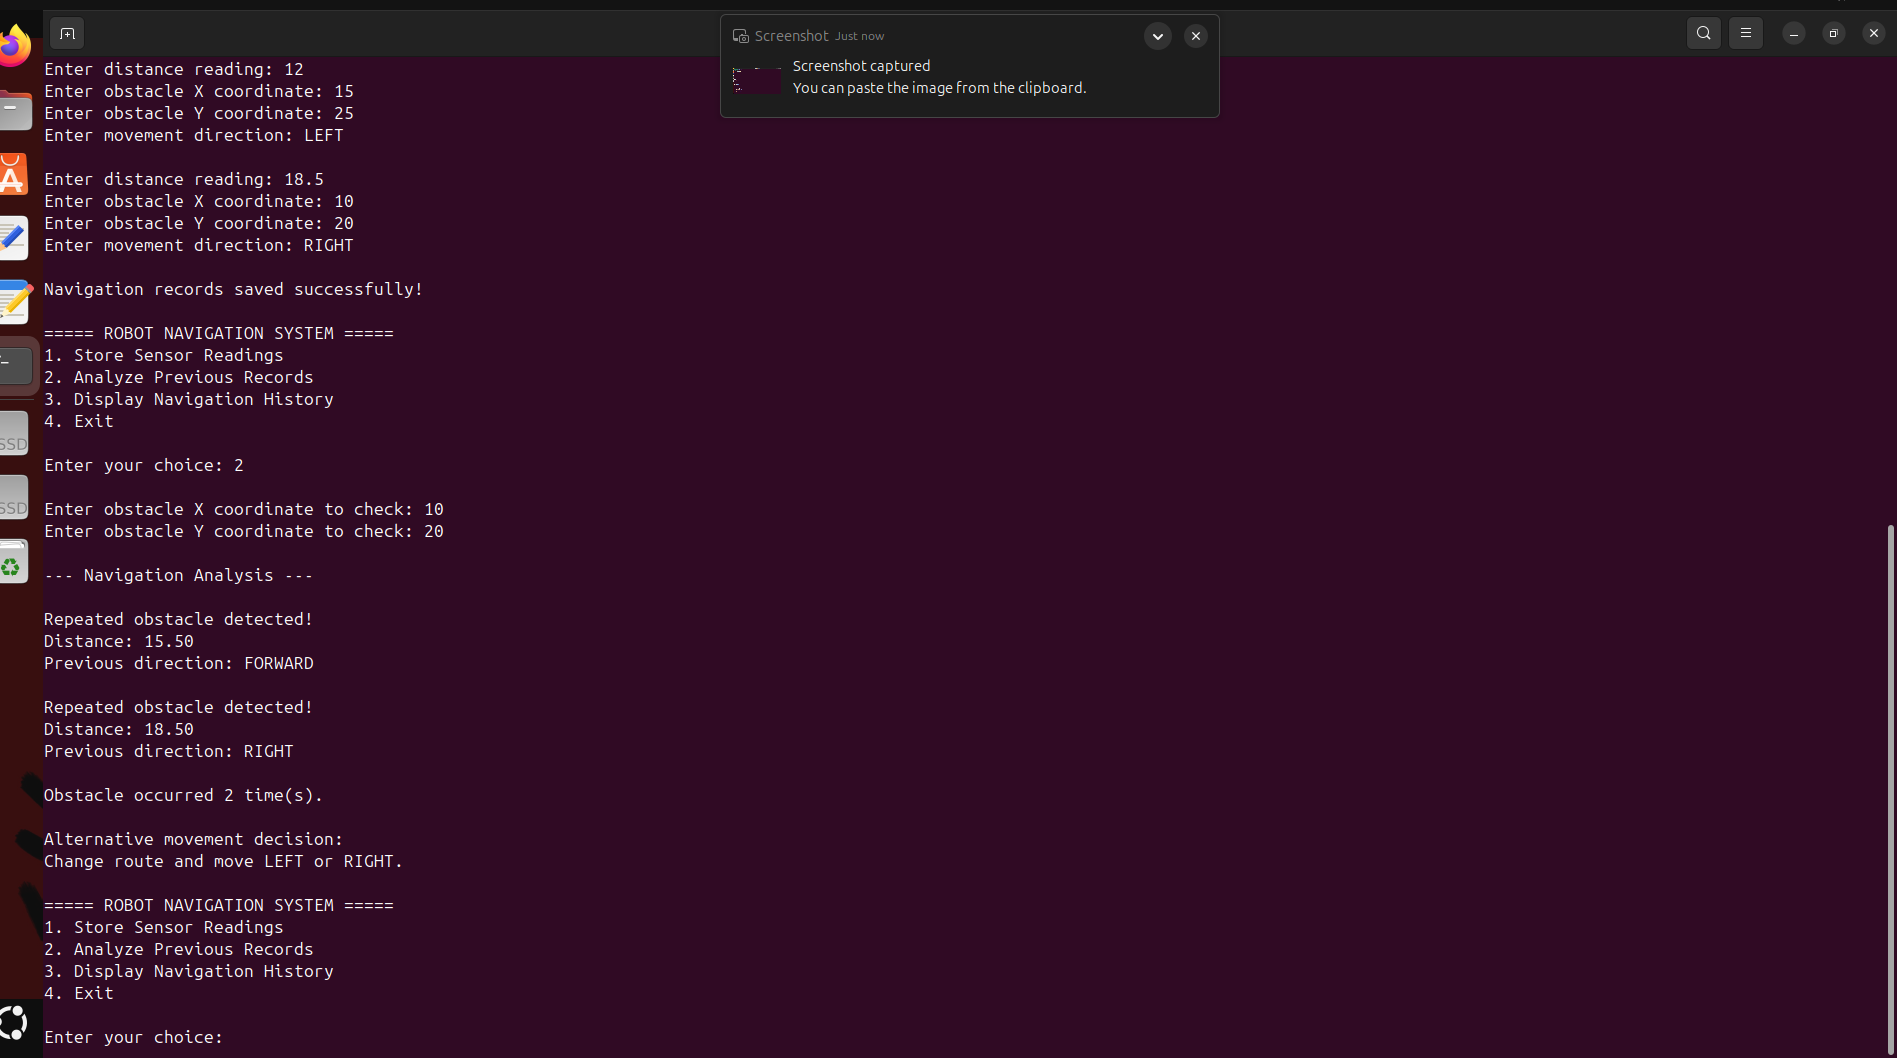 Screenshot Just now
Screenshot captured
You can paste the image from the clipboard.
Enter distance reading: 12
Enter obstacle X coordinate: 15
Enter obstacle Y coordinate: 25
Enter movement direction: LEFT
Enter distance reading: 18.5
Enter obstacle X coordinate: 10
Enter obstacle Y coordinate: 20
Enter movement direction: RIGHT
Navigation records saved successfully!
===== ROBOT NAVIGATION SYSTEM =====
1. Store Sensor Readings
2. Analyze Previous Records
3. Display Navigation History
4. Exit
Enter your choice: 2
Enter obstacle X coordinate to check: 10
Enter obstacle Y coordinate to check: 20
--- Navigation Analysis ---
Repeated obstacle detected!
Distance: 15.50
Previous direction: FORWARD
Repeated obstacle detected!
Distance: 18.50
Previous direction: RIGHT
Obstacle occurred 2 time(s).
Alternative movement decision:
Change route and move LEFT or RIGHT.
===== ROBOT NAVIGATION SYSTEM =====
1. Store Sensor Readings
2. Analyze Previous Records
3. Display Navigation History
4. Exit
Enter your choice:
SSD
SSD